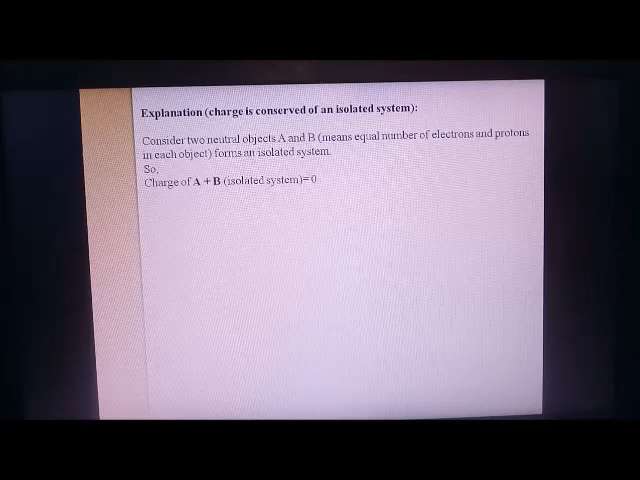 Explanation (charge is conserved of an isolated system):
Consider two neutral objects A and B (means equal number of electrons and protons
in each object) forms an isolated system.
So,
Charge of A + B (isolated system)=0